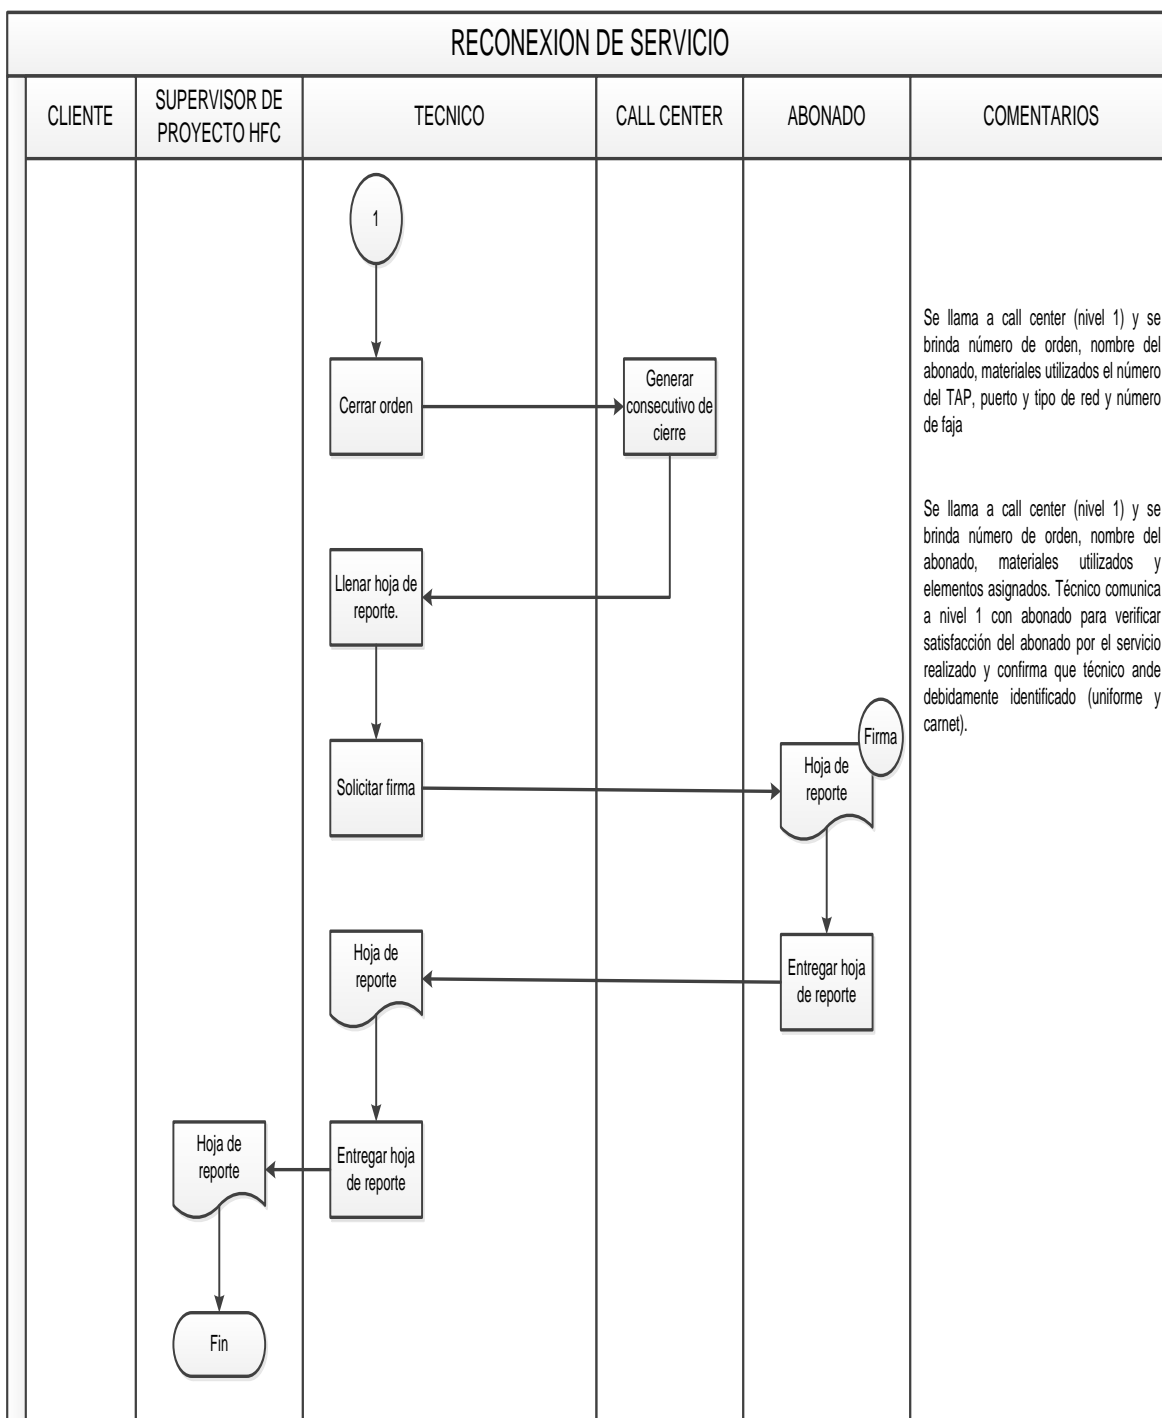 RECONEXION DE SERVICIO
CLIENTE
SUPERVISOR DE
PROYECTO HFC
TECNICO
CALL CENTER
ABONADO
COMENTARIOS
1
Se llama a call center (nivel 1) y se
brinda número de orden, nombre del
abonado, materiales utilizados el número
del TAP, puerto y tipo de red y número
de faja
Cerrar orden
Generar
consecutivo de
cierre
Se llama a call center (nivel 1) y se
brinda número de orden, nombre del
abonado, materiales utilizados y
elementos asignados. Técnico comunica
a nivel 1 con abonado para verificar
satisfacción del abonado por el servicio
realizado y confirma que técnico ande
debidamente identificado (uniforme y
carnet).
Llenar hoja de
reporte.
Solicitar firma
Firma
Hoja de
reporte
Entregar hoja
de reporte
Hoja de
reporte
Entregar hoja
de reporte
Hoja de
reporte
Fin